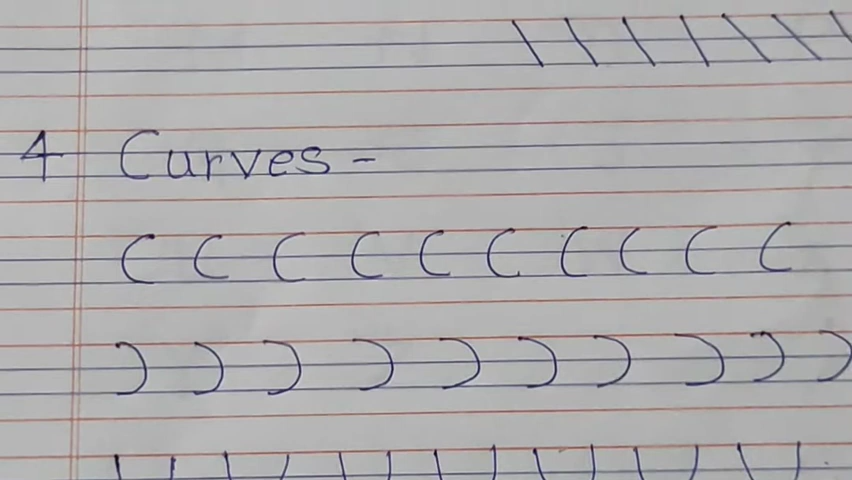 \ \ \ \ \ \ \
4 Curves -
C C C C C C C C C C
) ) ) ) ) ) ) ) ) )